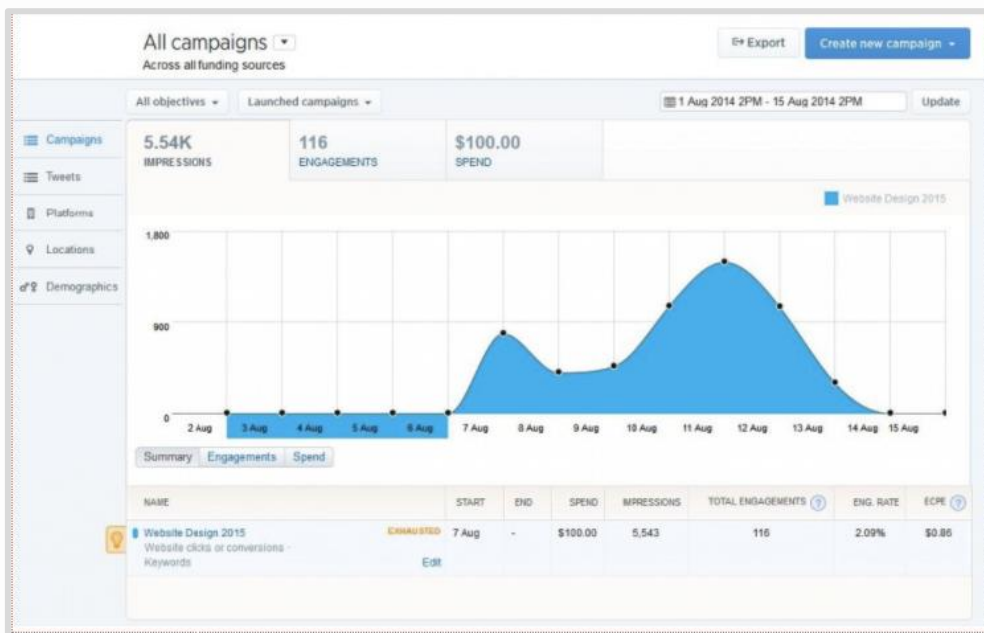 All campaigns
Across all funding sources
Export
Create new campaign
All objectives
Launched campaigns
1 Aug 2014 2PM - 15 Aug 2014 2PM
Update
Campaigns
Tweets
Platforms
Locations
Demographics
5.54K
IMPRESSIONS
116
ENGAGEMENTS
$100.00
SPEND
Website Design 2015
1,800
900
0
2 Aug 3 Aug 4 Aug 5 Aug 6 Aug 7 Aug 8 Aug 9 Aug 10 Aug 11 Aug 12 Aug 13 Aug 14 Aug 15 Aug
Summary Engagements Spend
NAME START END SPEND IMPRESSIONS TOTAL ENGAGEMENTS ? ENG. RATE ECPE ?
Website Design 2015 EXHAUSTED 7 Aug - $100.00 5,543 116 2.09% $0.86
Website clicks or conversions -
Keywords Edit